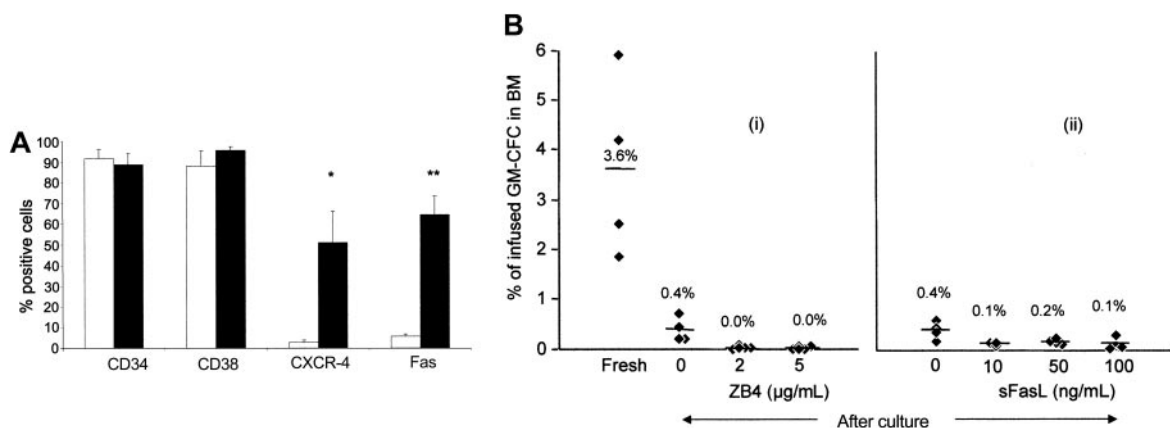 A
% positive cells
100
90
80
70
60
50
40
30
20
10
0
*
**
CD34 CD38 CXCR-4 Fas
B
% of infused GM-CFC in BM
6
5
4
3
2
1
0
(i) (ii)
3.6%
0.4% 0.0% 0.0% 0.4% 0.1% 0.2% 0.1%
Fresh 0 2 5 0 10 50 100
ZB4 (µg/mL) sFasL (ng/mL)
After culture